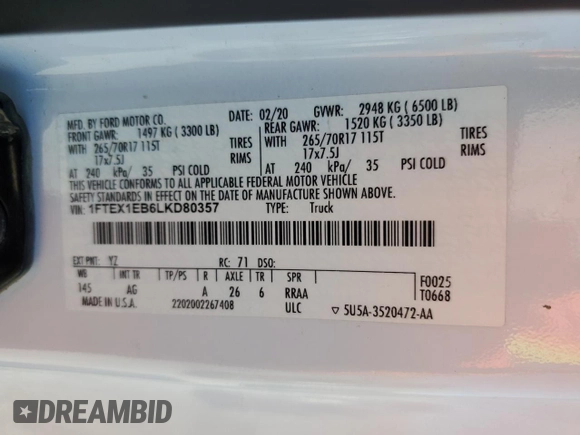 MFD. BY FORD MOTOR CO.
DATE: 02/20 GVWR: 2948 KG ( 6500 LB)
FRONT GAWR: 1497 KG ( 3300 LB)
REAR GAWR: 1520 KG ( 3350 LB)
WITH 265/70R17 115T TIRES
WITH 265/70R17 115T TIRES
17x7.5J RIMS
17x7.5J RIMS
AT 240 kPa/ 35 PSI COLD
AT 240 kPa/ 35 PSI COLD
THIS VEHICLE CONFORMS TO ALL APPLICABLE FEDERAL MOTOR VEHICLE
SAFETY STANDARDS IN EFFECT ON THE DATE OF MANUFACTURE SHOWN ABOVE.
VIN: 1FTEX1EB6LKD80357 TYPE: Truck
EXT PNT: YZ RC: 71 DSO:
WB INT TR TP/PS R AXLE TR SPR
145 AG A 26 6 RRAA
F0025
T0668
MADE IN U.S.A. 2202002267408 ULC
5U5A-3520472-AA
DREAMBID